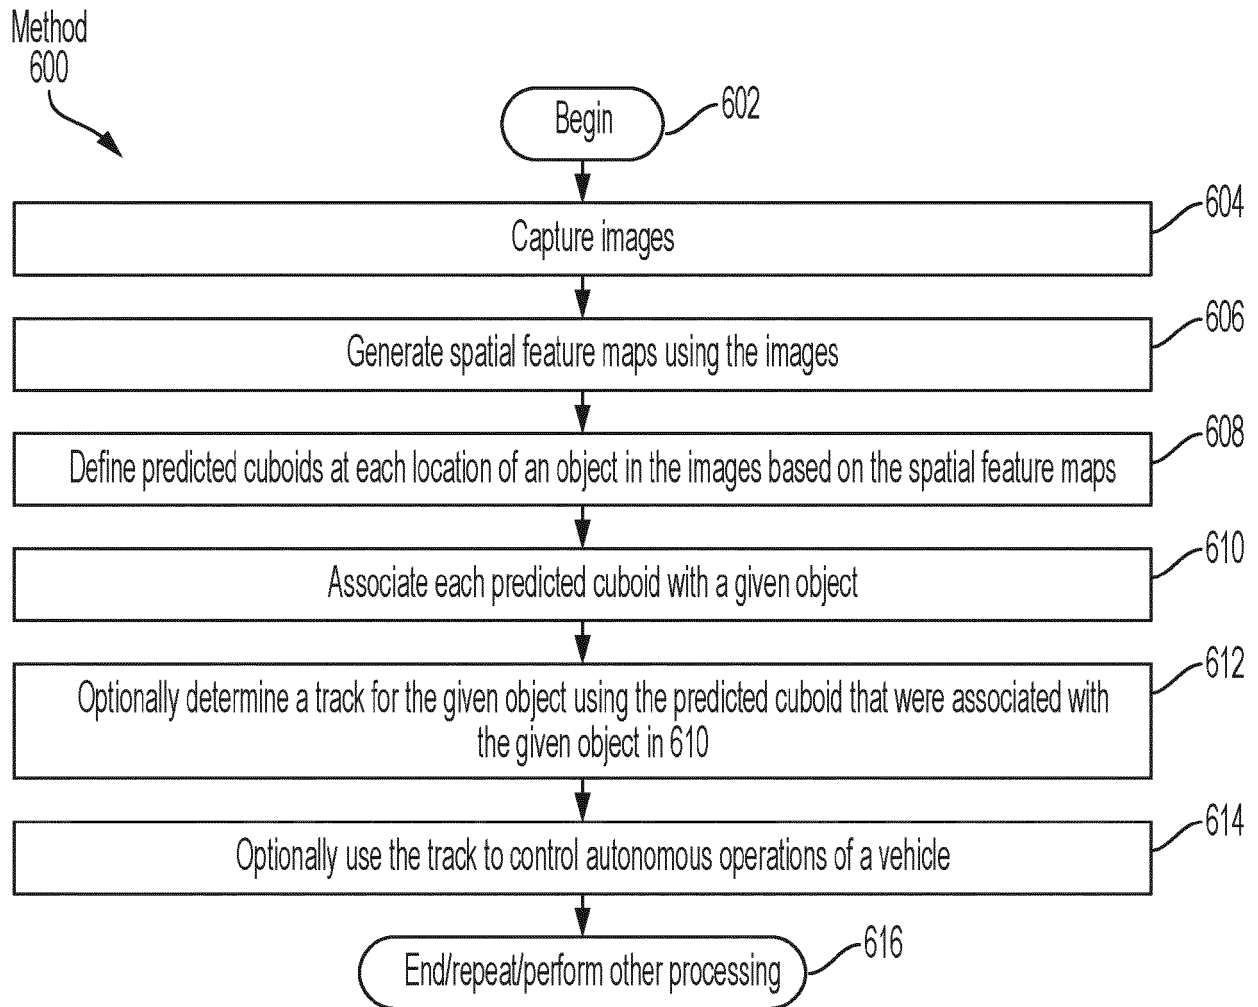 Method
600
Begin
602
604
Capture images
606
Generate spatial feature maps using the images
608
Define predicted cuboids at each location of an object in the images based on the spatial feature maps
610
Associate each predicted cuboid with a given object
612
Optionally determine a track for the given object using the predicted cuboid that were associated with
the given object in 610
614
Optionally use the track to control autonomous operations of a vehicle
616
End/repeat/perform other processing